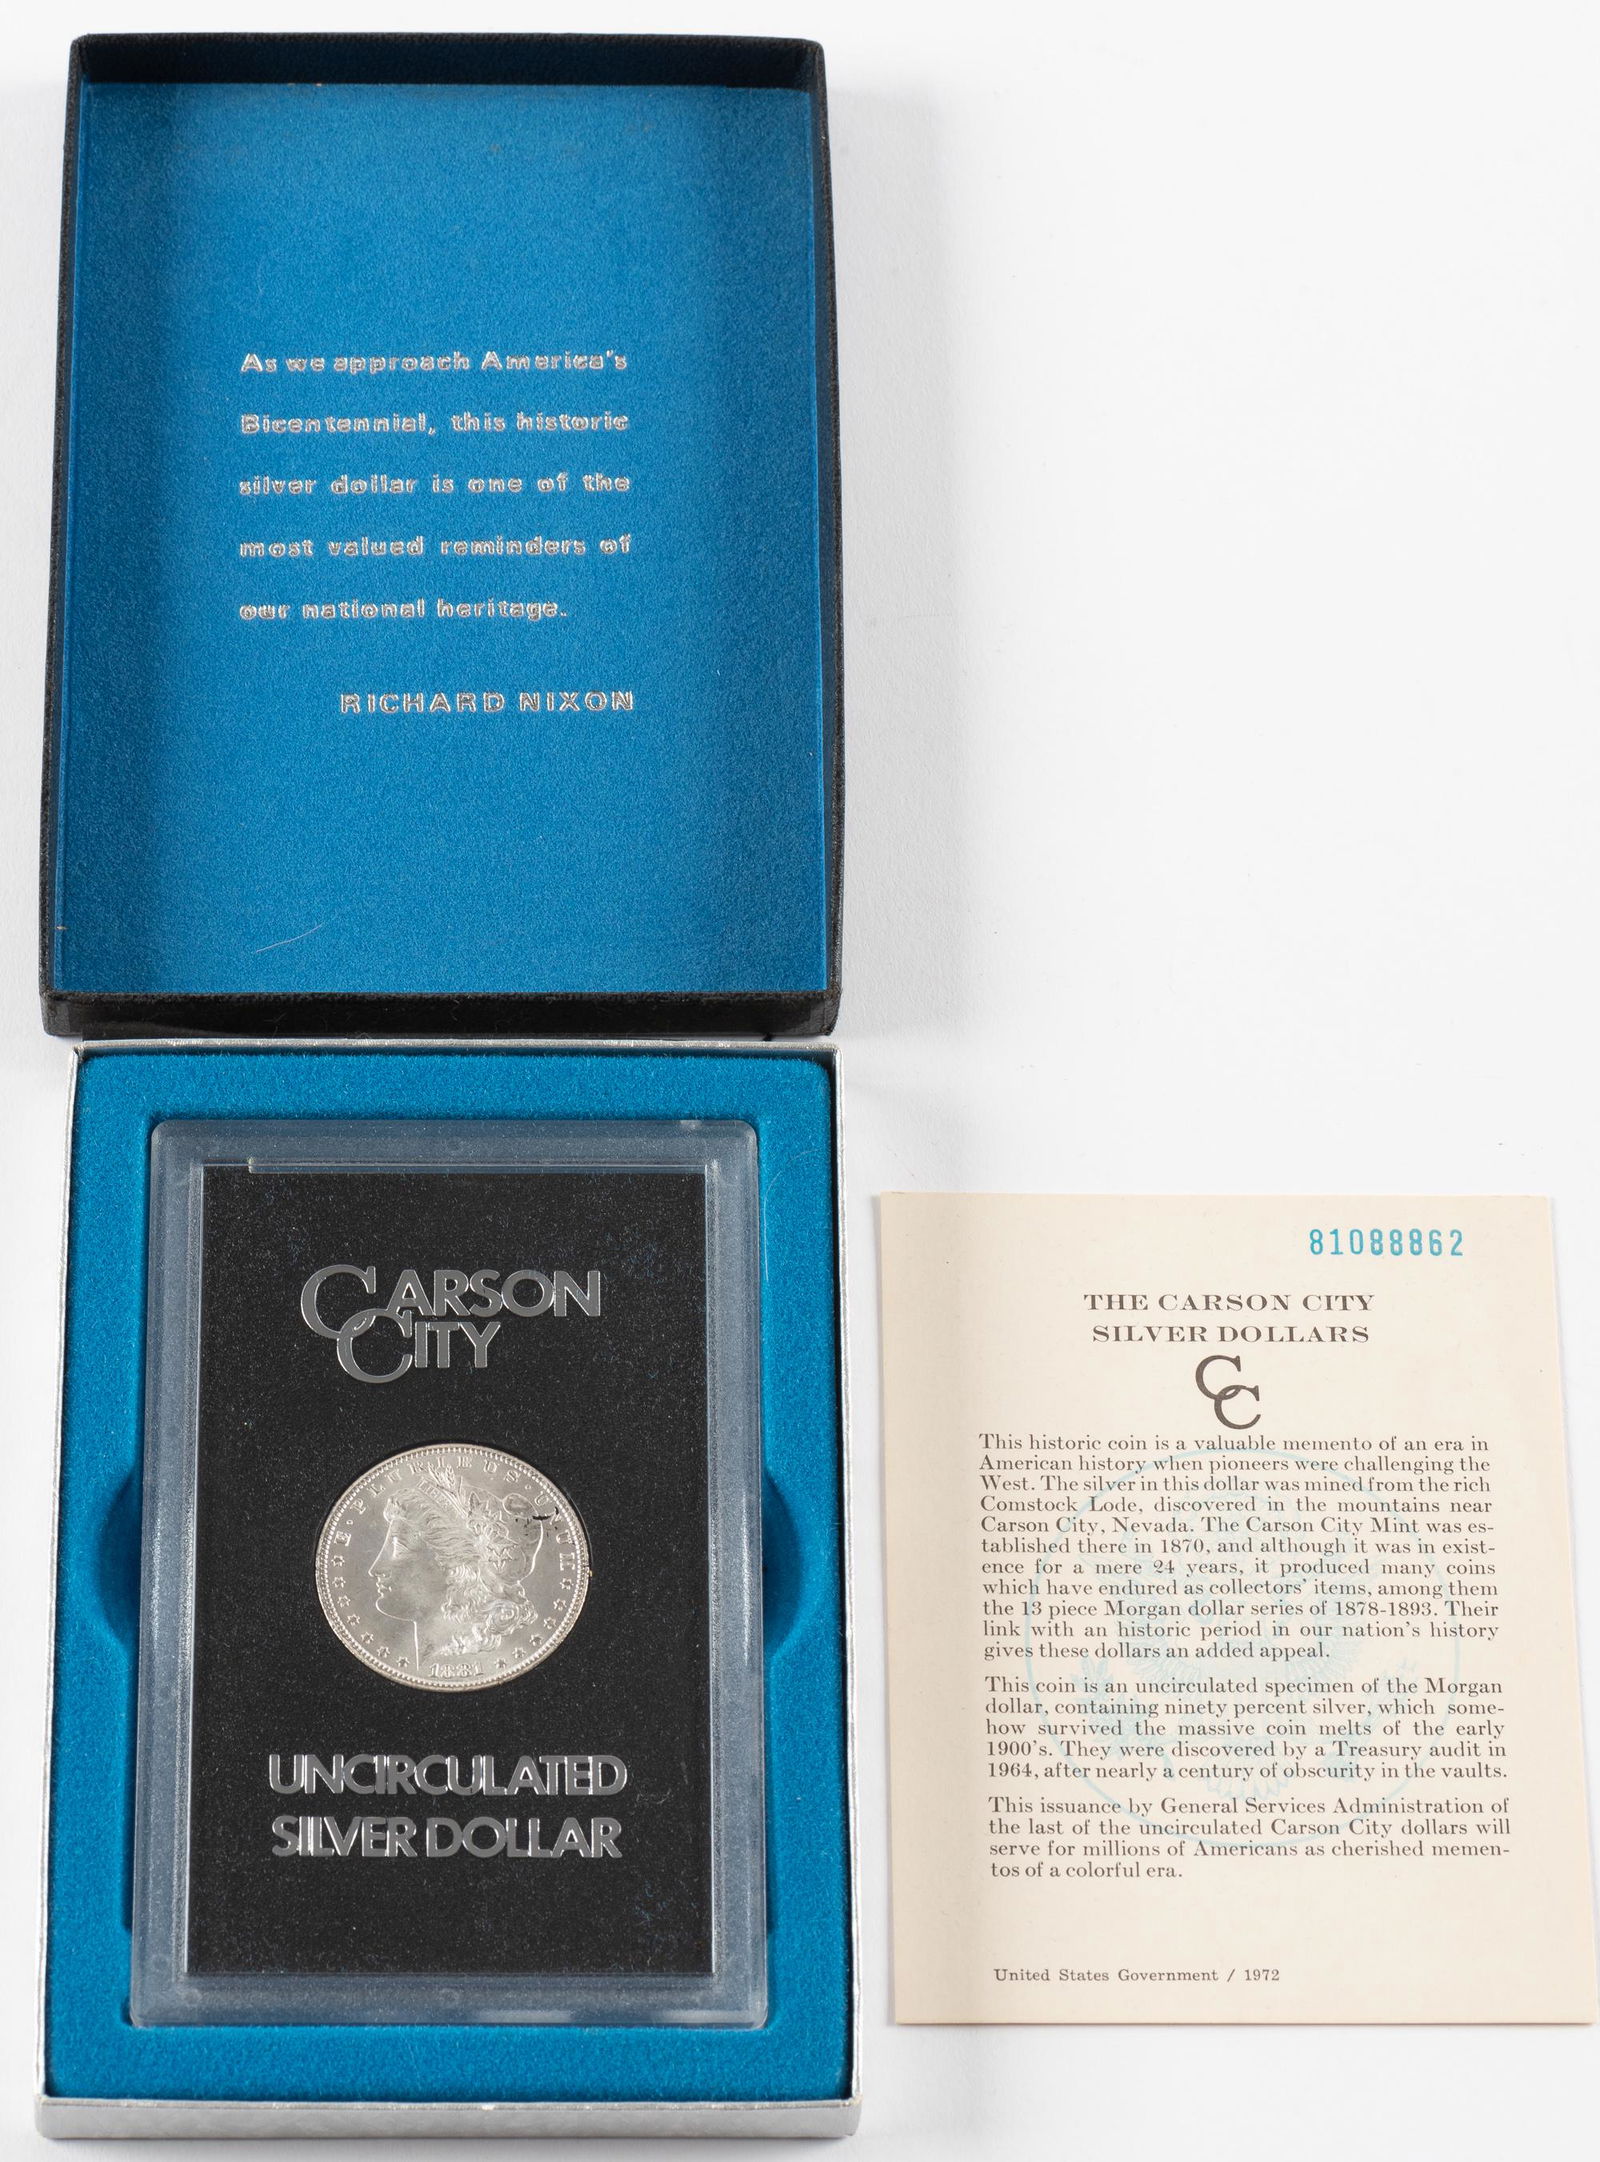 As we approach America's
Bicentennial, this historic
silver dollar is one of the
most valued reminders of
our national heritage.
RICHARD NIXON
CARSON
CITY
E·PLURIBUS·UNUM
1881
UNCIRCULATED
SILVER DOLLAR
81088862
THE CARSON CITY
SILVER DOLLARS
CC
This historic coin is a valuable memento of an era in
American history when pioneers were challenging the
West. The silver in this dollar was mined from the rich
Comstock Lode, discovered in the mountains near
Carson City, Nevada. The Carson City Mint was es-
tablished there in 1870, and although it was in exist-
ence for a mere 24 years, it produced many coins
which have endured as collectors' items, among them
the 13 piece Morgan dollar series of 1878-1893. Their
link with an historic period in our nation's history
gives these dollars an added appeal.
This coin is an uncirculated specimen of the Morgan
dollar, containing ninety percent silver, which some-
how survived the massive coin melts of the early
1900's. They were discovered by a Treasury audit in
1964, after nearly a century of obscurity in the vaults.
This issuance by General Services Administration of
the last of the uncirculated Carson City dollars will
serve for millions of Americans as cherished memen-
tos of a colorful era.
United States Government / 1972